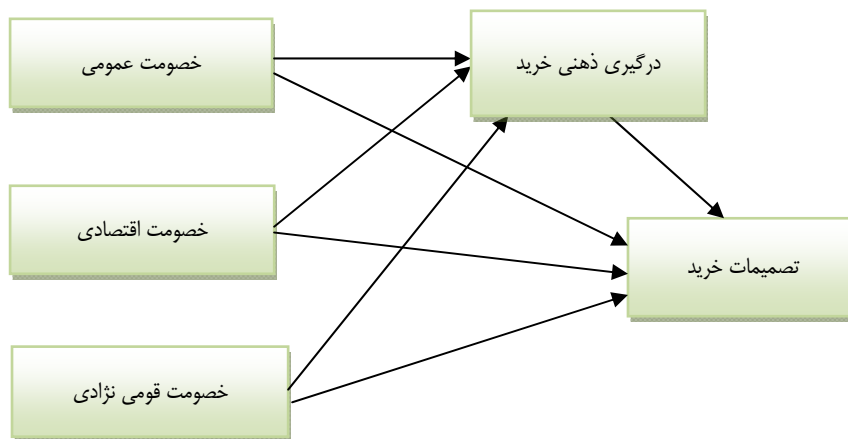 خصومت عمومی
درگیری ذهنی خرید
خصومت اقتصادی
تصمیمات خرید
خصومت قومی نژادی